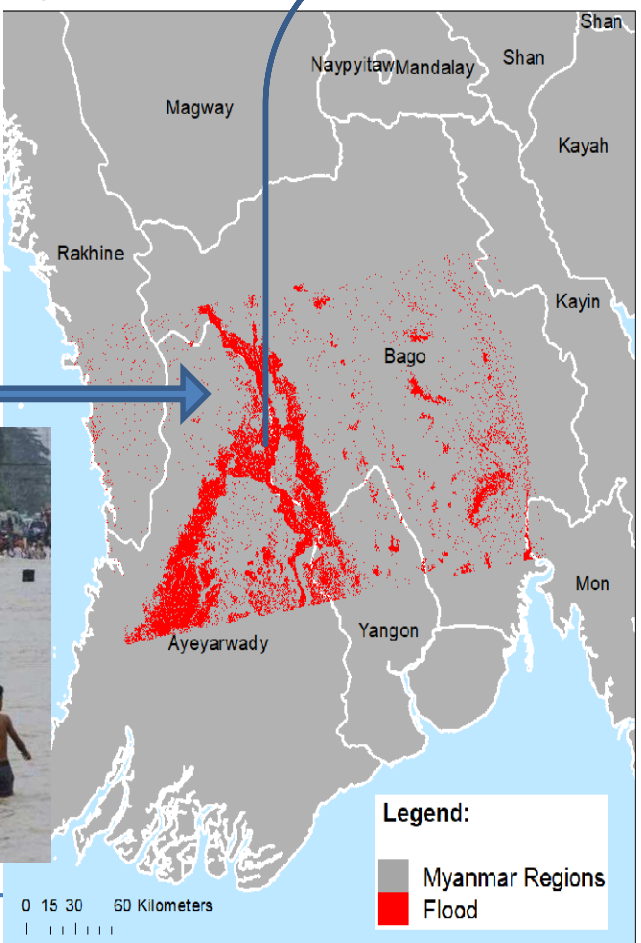 Shan
Naypyitaw Mandalay Shan
Magway
Kayah
Rakhine
Kayin
Bago
Mon
Yangon
Ayeyarwady
Legend:
Myanmar Regions
Flood
0 15 30 60 Kilometers